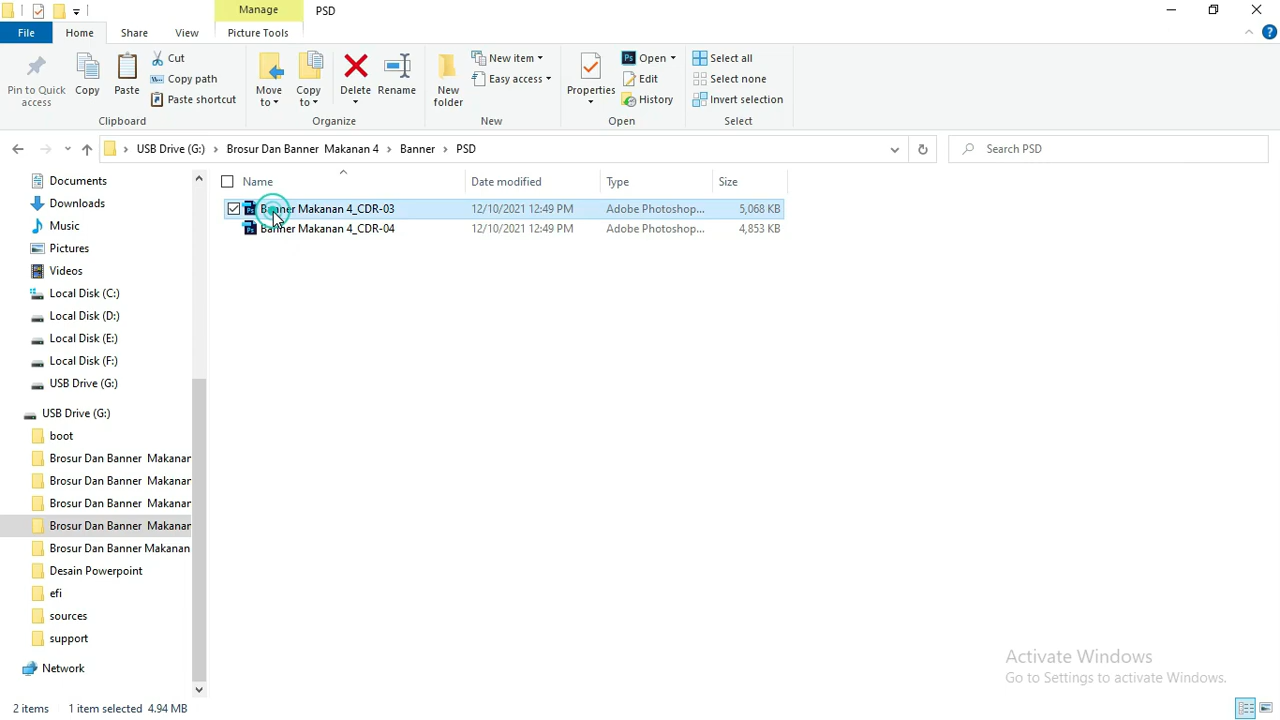 Manage
PSD
File
Home
Share
View
Picture Tools
Pin to Quick access
Copy
Paste
Cut
Copy path
Paste shortcut
Clipboard
Move to
Copy to
Delete
Rename
Organize
New folder
New item
Easy access
New
Properties
Open
Edit
History
Open
Select all
Select none
Invert selection
Select
USB Drive (G:) > Brosur Dan Banner Makanan 4 > Banner > PSD
Search PSD
Name
Date modified
Type
Size
Banner Makanan 4_CDR-03 12/10/2021 12:49 PM Adobe Photoshop... 5,068 KB
Banner Makanan 4_CDR-04 12/10/2021 12:49 PM Adobe Photoshop... 4,853 KB
Documents
Downloads
Music
Pictures
Videos
Local Disk (C:)
Local Disk (D:)
Local Disk (E:)
Local Disk (F:)
USB Drive (G:)
USB Drive (G:)
boot
Brosur Dan Banner Makanan
Brosur Dan Banner Makanan
Brosur Dan Banner Makanan
Brosur Dan Banner Makanan
Brosur Dan Banner Makanan
Desain Powerpoint
efi
sources
support
Network
Activate Windows
Go to Settings to activate Windows.
2 items
1 item selected 4.94 MB